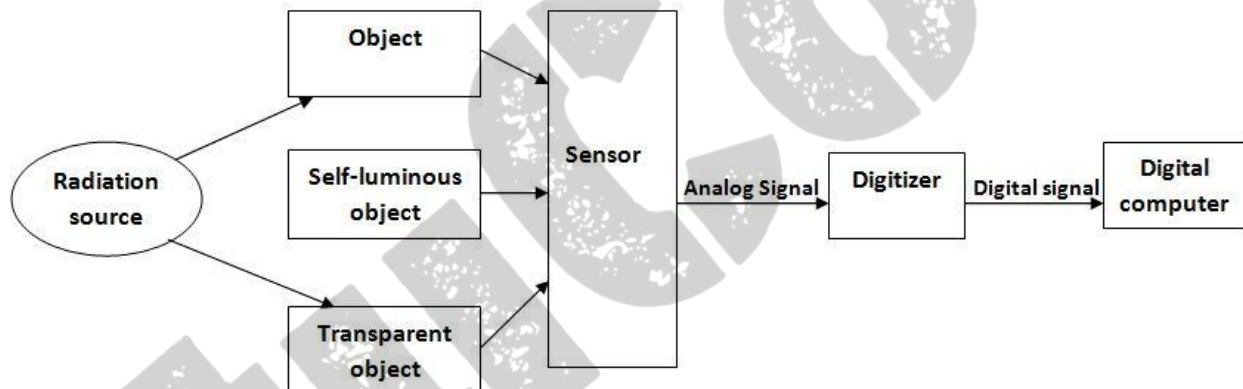 Object
Radiation
source
Self-luminous
object
Transparent
object
Sensor
Analog Signal
Digitizer
Digital signal
Digital
computer